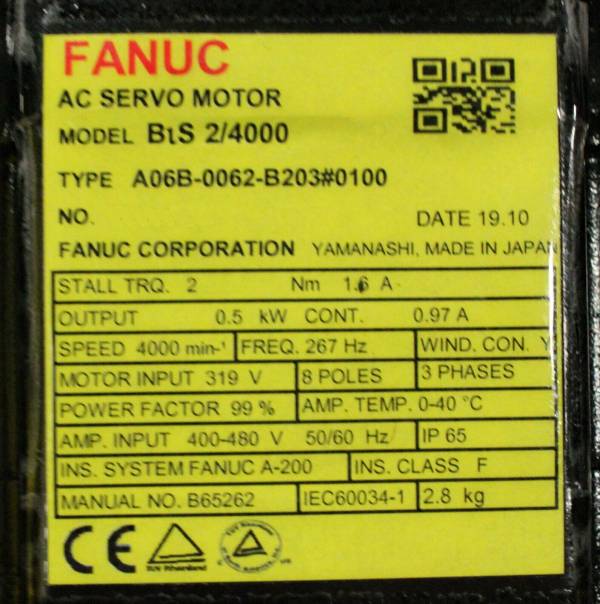 FANUC
AC SERVO MOTOR
MODEL BιS 2/4000
TYPE A06B-0062-B203#0100
NO. DATE 19.10
FANUC CORPORATION YAMANASHI, MADE IN JAPAN
STALL TRQ. 2 Nm 1.6 A
OUTPUT 0.5 kW CONT. 0.97 A
SPEED 4000 min-¹ FREQ. 267 Hz WIND. CON. Y
MOTOR INPUT 319 V 8 POLES 3 PHASES
POWER FACTOR 99 % AMP. TEMP. 0-40 °C
AMP. INPUT 400-480 V 50/60 Hz IP 65
INS. SYSTEM FANUC A-200 INS. CLASS F
MANUAL NO. B65262 IEC60034-1 2.8 kg
CE
TUV Rheinland